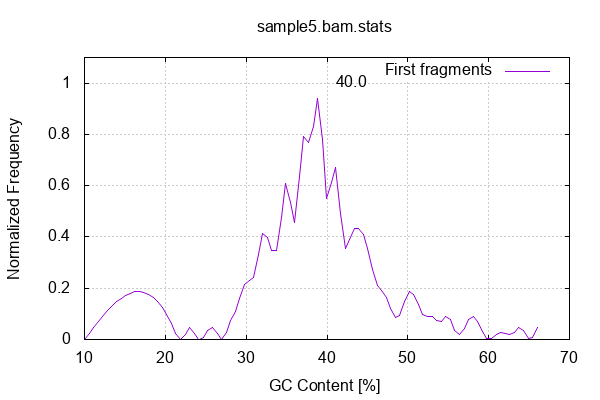 sample5.bam.stats
First fragments
40.0
Normalized Frequency
1
0.8
0.6
0.4
0.2
0
10 20 30 40 50 60 70
GC Content [%]